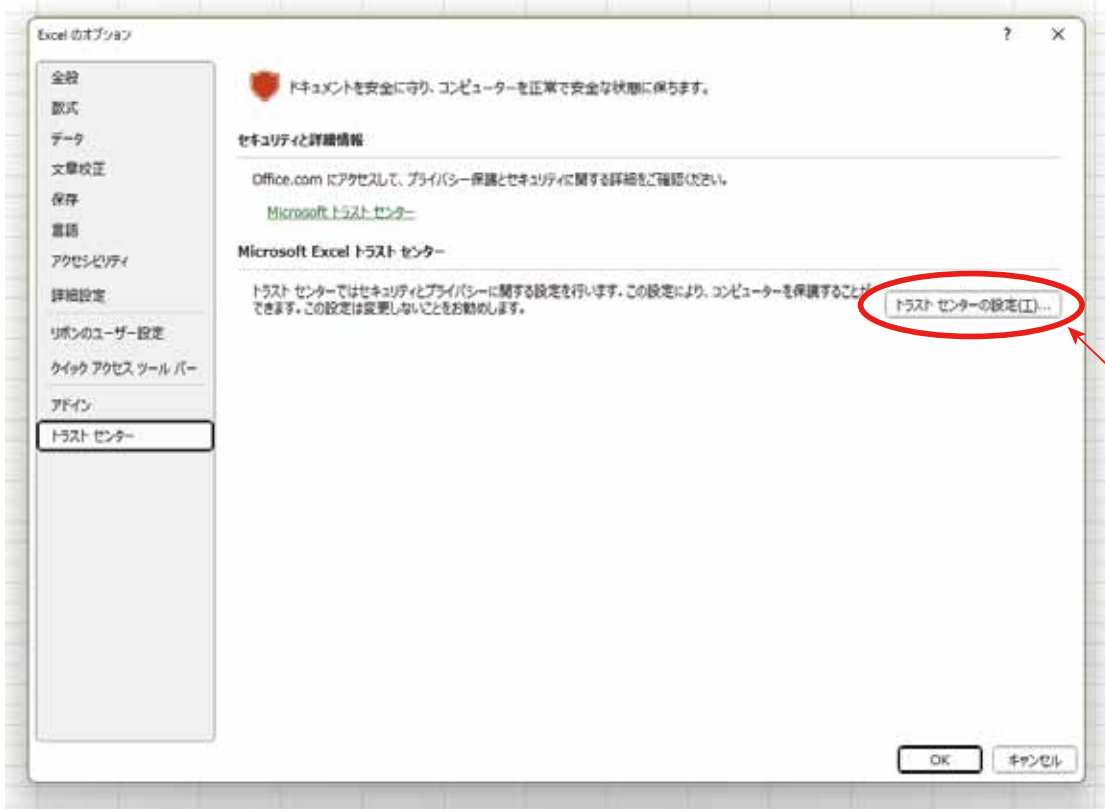 Excel のオプション
?
×
全般
数式
データ
文章校正
保存
言語
アクセシビリティ
詳細設定
リボンのユーザー設定
クイック アクセス ツール バー
アドイン
トラスト センター
ドキュメントを安全に守り、コンピューターを正常で安全な状態に保ちます。
セキュリティと詳細情報
Office.com にアクセスして、プライバシー保護とセキュリティに関する詳細をご確認ください。
Microsoft トラスト センター
Microsoft Excel トラスト センター
トラスト センターではセキュリティとプライバシーに関する設定を行います。この設定により、コンピューターを保護することが
できます。この設定は変更しないことをお勧めします。
トラスト センターの設定(T)...
OK
キャンセル